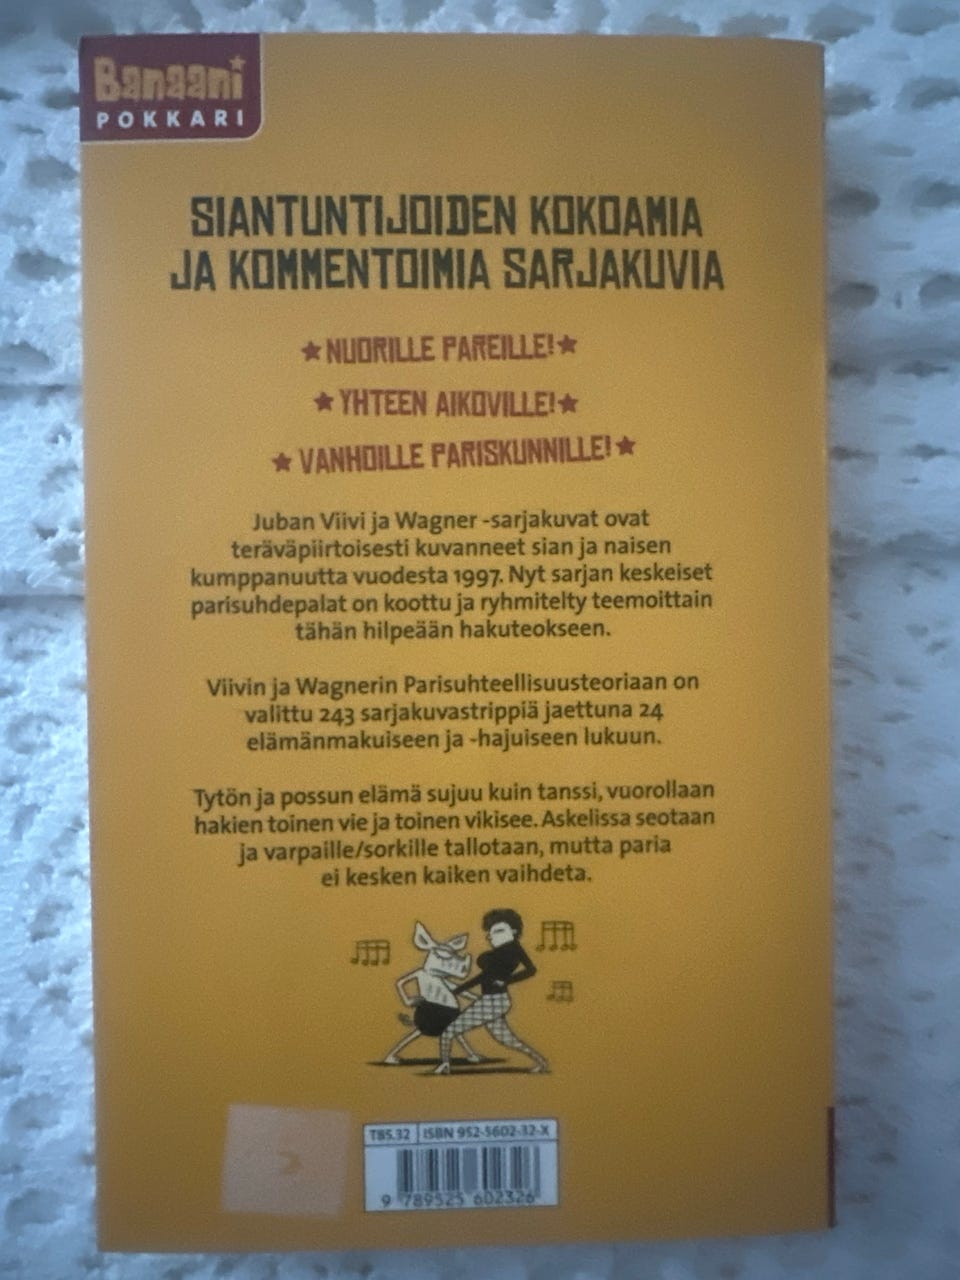 Banaani
POKKARI
SIANTUNTIJOIDEN KOKOAMIA
JA KOMMENTOIMIA SARJAKUVIA
★ NUORILLE PAREILLE! ★
★ YHTEEN AIKOVILLE! ★
★ VANHOILLE PARISKUNNILLE! ★
Juban Viivi ja Wagner -sarjakuvat ovat
teräväpiirtoisesti kuvanneet sian ja naisen
kumppanuutta vuodesta 1997. Nyt sarjan keskeiset
parisuhdepalat on koottu ja ryhmitelty teemoittain
tähän hilpeään hakuteokseen.
Viivin ja Wagnerin Parisuhteellisuusteoriaan on
valittu 243 sarjakuvastrippiä jaettuna 24
elämänmakuiseen ja -hajuiseen lukuun.
Tytön ja possun elämä sujuu kuin tanssi, vuorollaan
hakien toinen vie ja toinen vikisee. Askelissa seotaan
ja varpaille/sorkille tallotaan, mutta paria
ei kesken kaiken vaihdeta.
T85.32 ISBN 952-5602-32-X
9 789525 602326